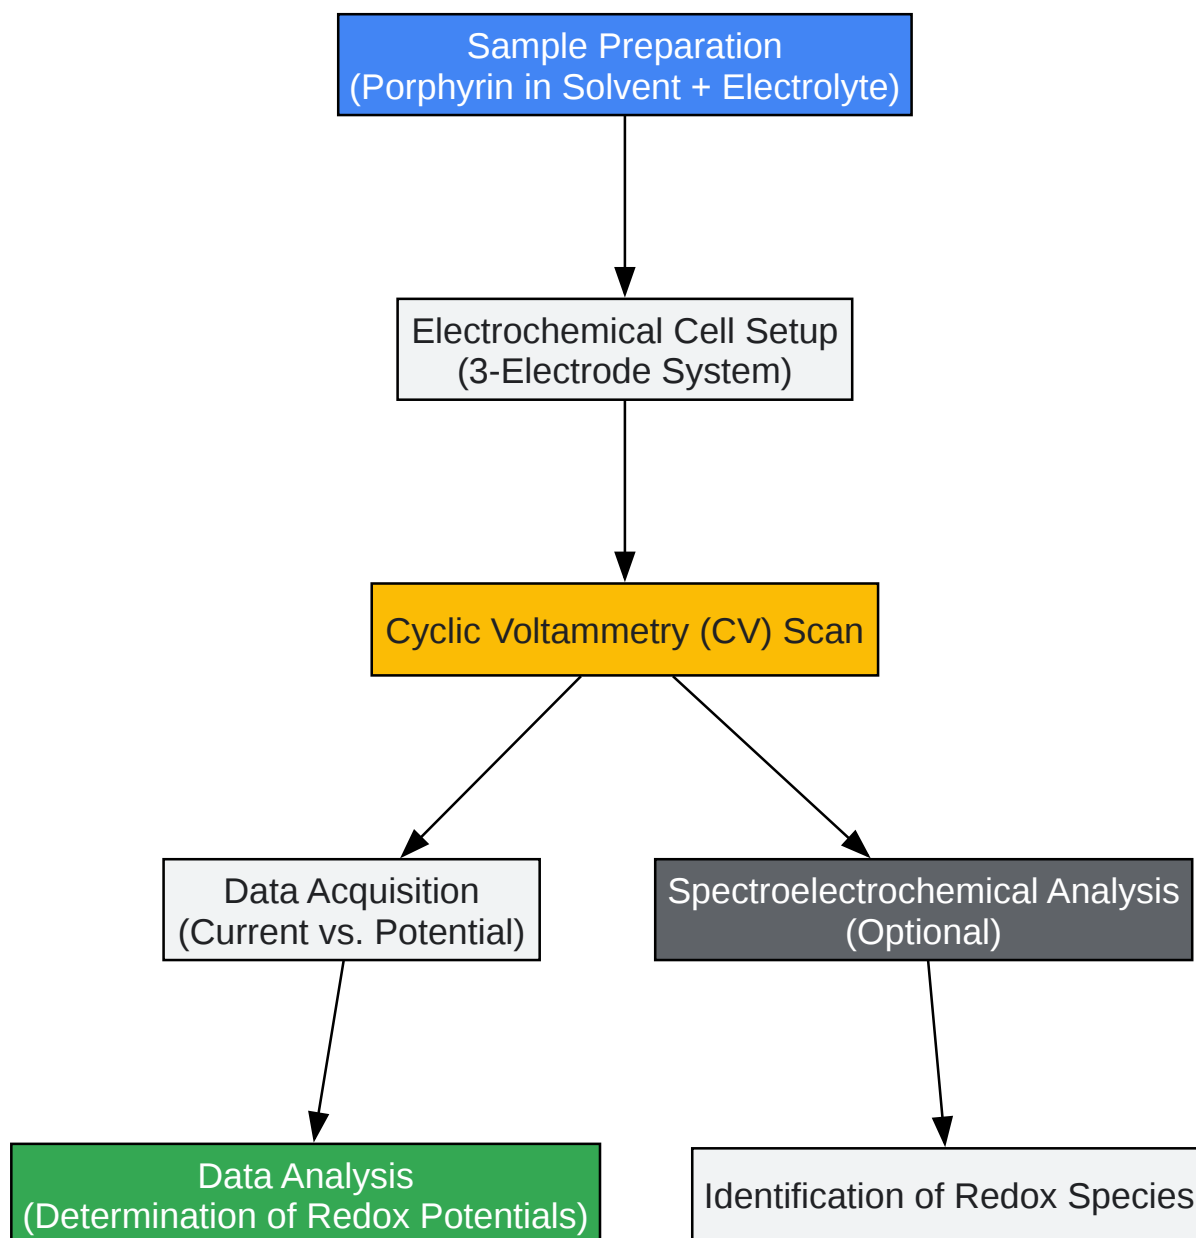 Sample Preparation
(Porphyrin in Solvent + Electrolyte)
Electrochemical Cell Setup
(3-Electrode System)
Cyclic Voltammetry (CV) Scan
Data Acquisition
(Current vs. Potential)
Spectroelectrochemical Analysis
(Optional)
Data Analysis
(Determination of Redox Potentials)
Identification of Redox Species